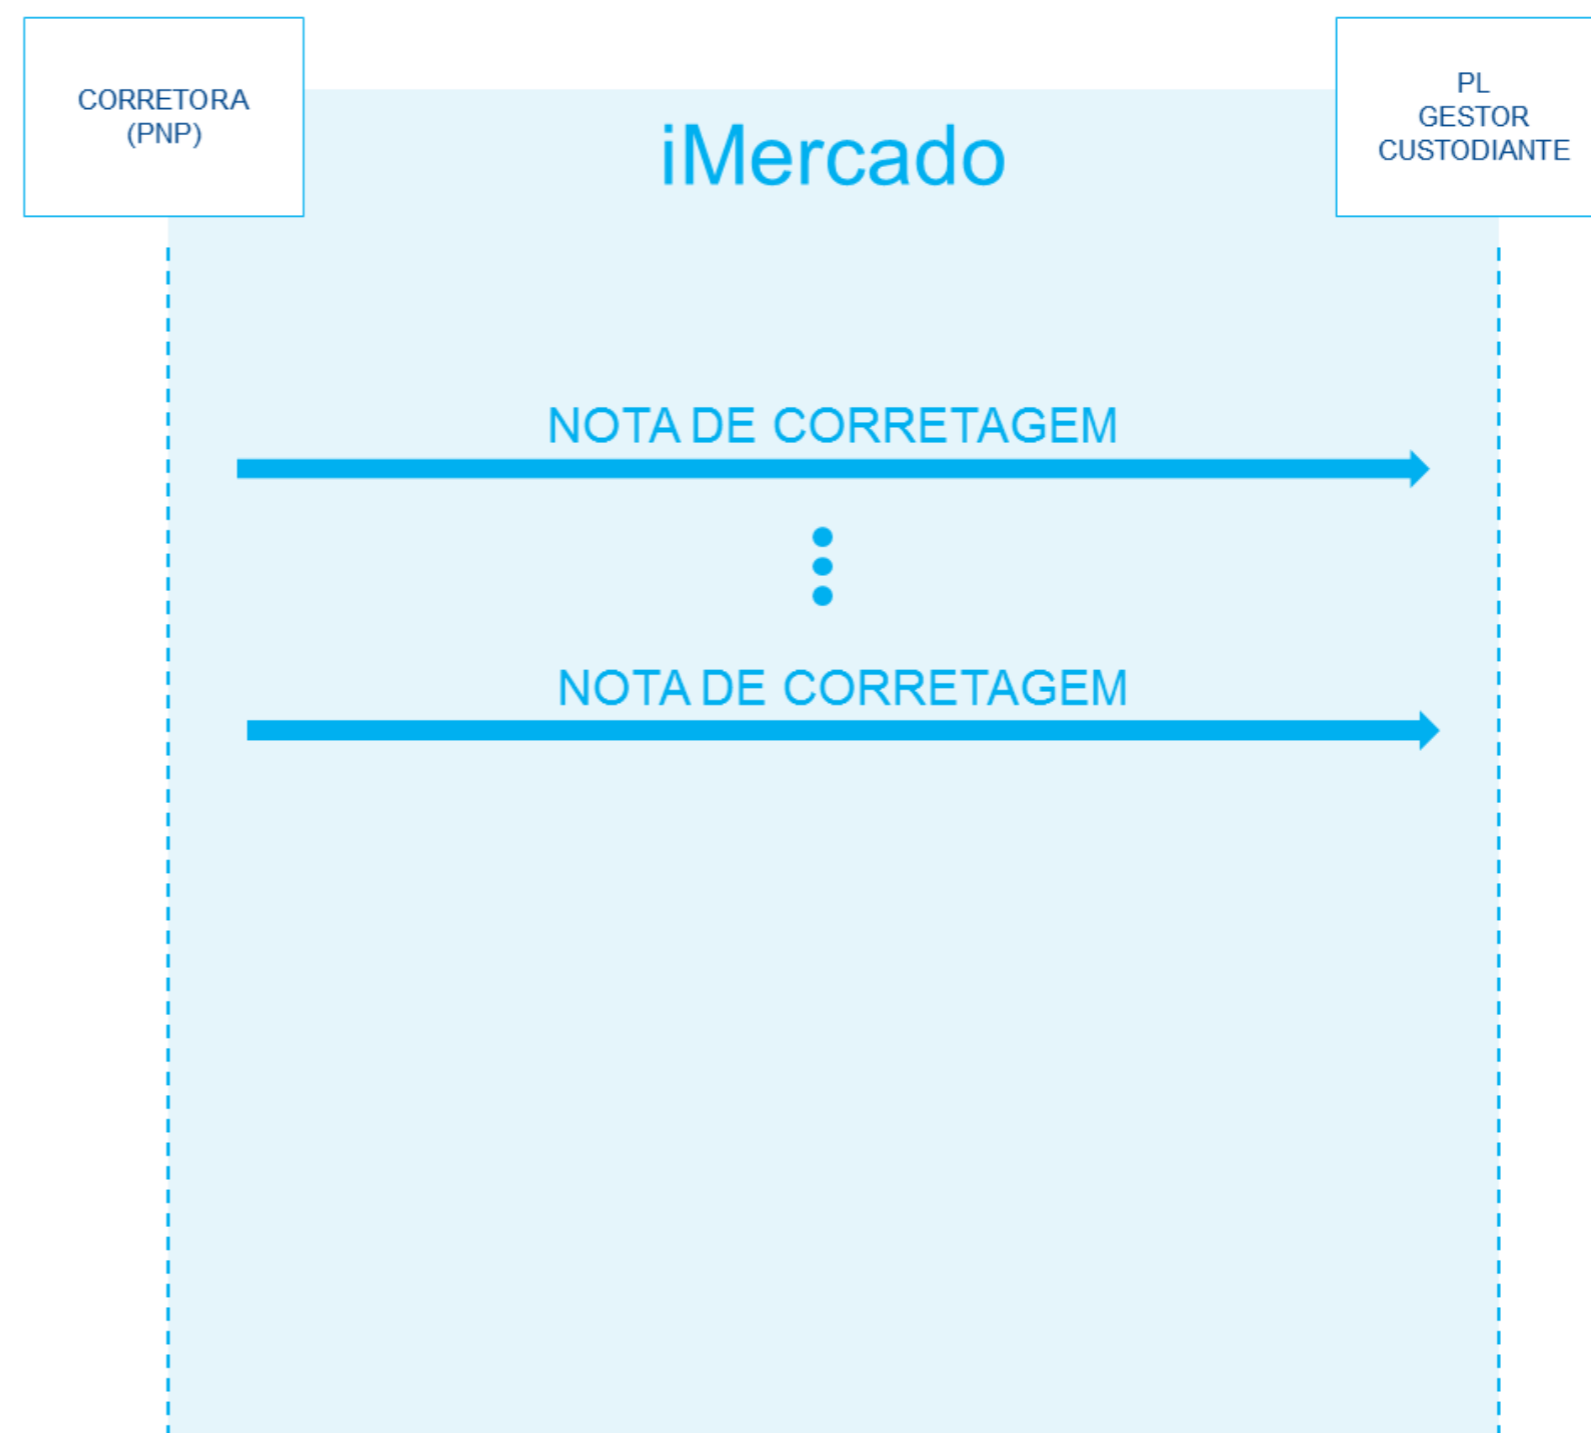 CORRETORA
(PNP)
iMercado
PL
GESTOR
CUSTODIANTE
NOTA DE CORRETAGEM
NOTA DE CORRETAGEM